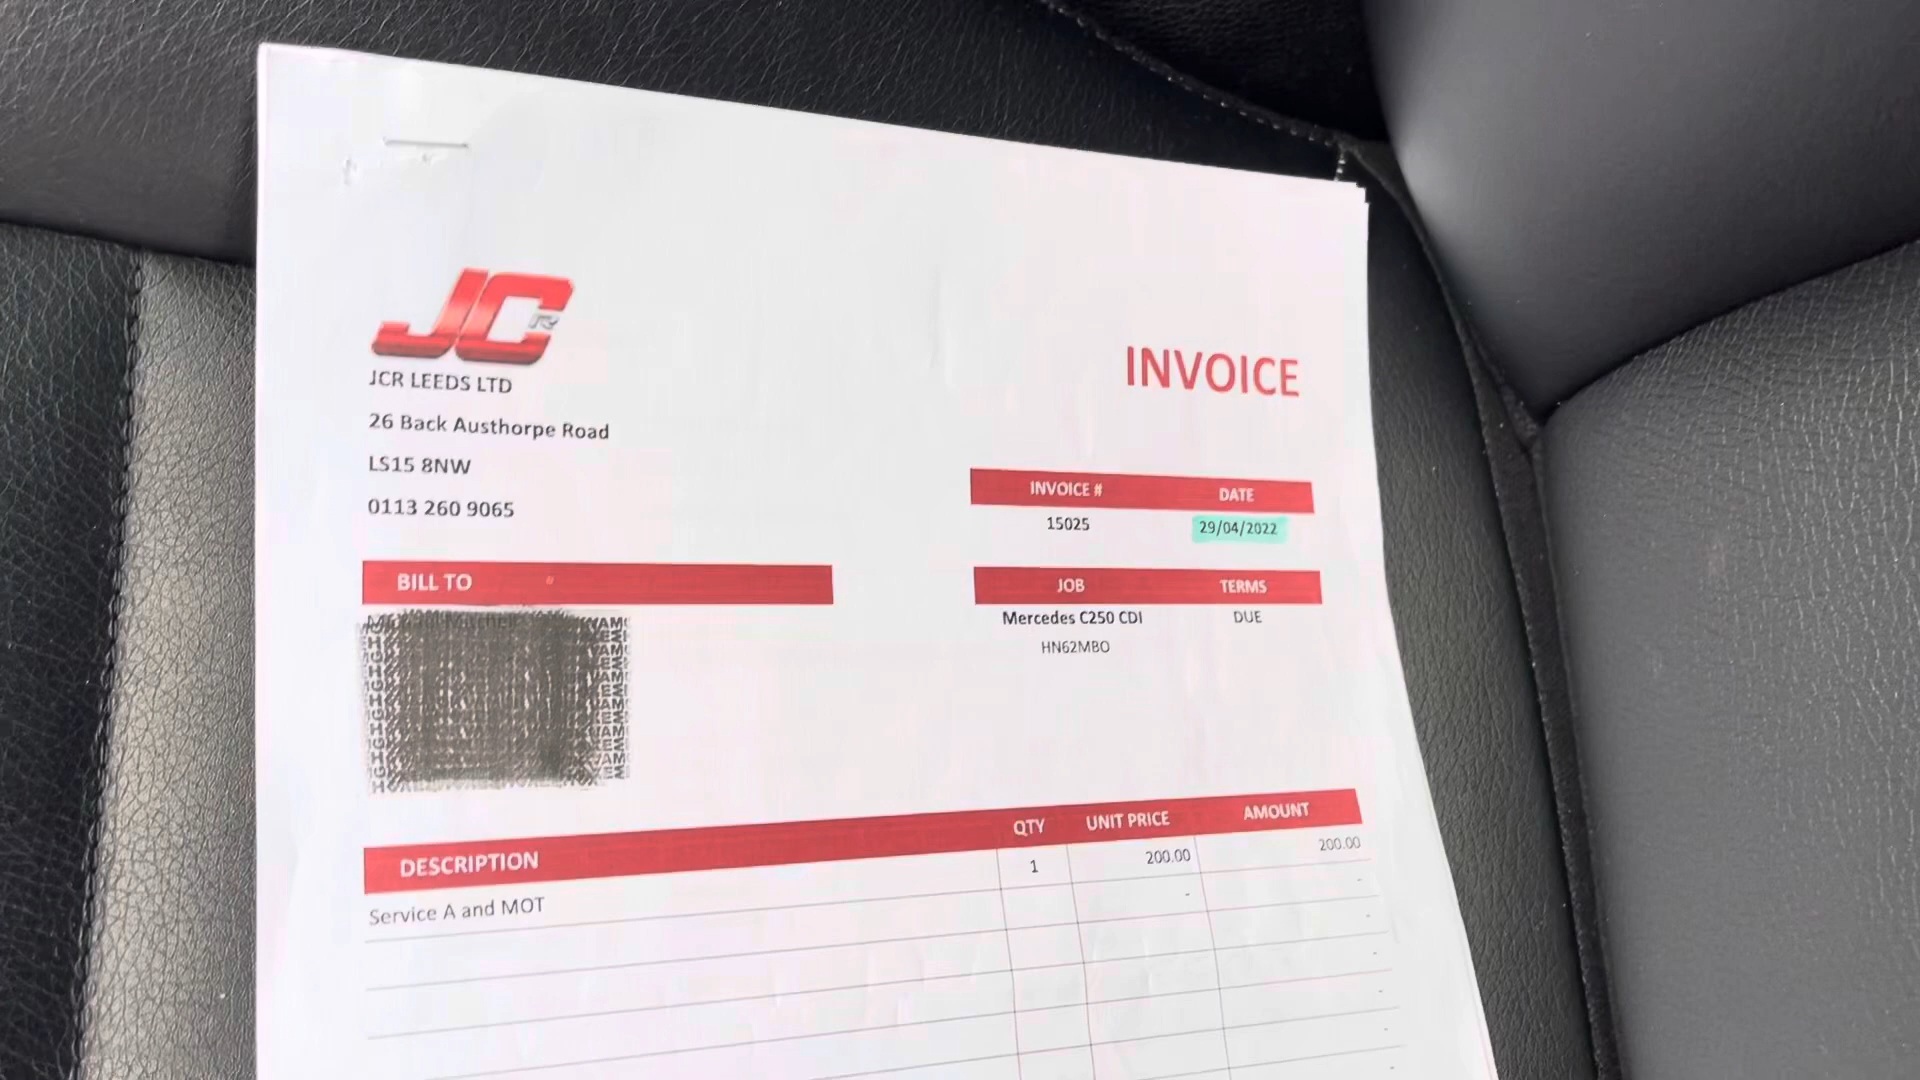 JCR
JCR LEEDS LTD
26 Back Austhorpe Road
LS15 8NW
0113 260 9065
INVOICE
INVOICE # DATE
15025 29/04/2022
BILL TO
JOB TERMS
Mercedes C250 CDI DUE
HN62MBO
DESCRIPTION QTY UNIT PRICE AMOUNT
Service A and MOT 1 200.00 200.00